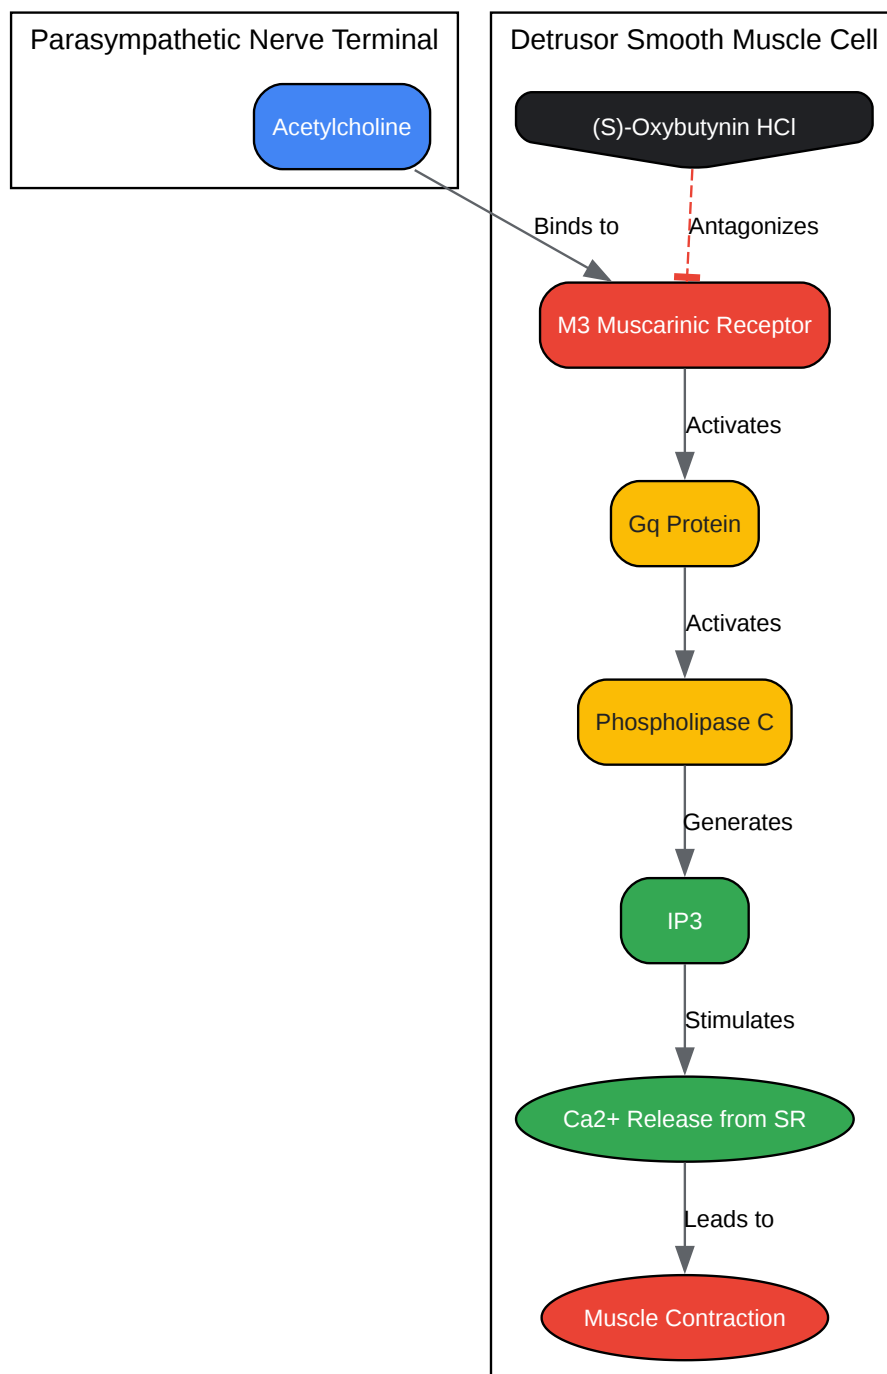 Parasympathetic Nerve Terminal
Detrusor Smooth Muscle Cell
Acetylcholine
(S)-Oxybutynin HCl
Binds to
Antagonizes
M3 Muscarinic Receptor
Activates
Gq Protein
Activates
Phospholipase C
Generates
IP3
Stimulates
Ca2+ Release from SR
Leads to
Muscle Contraction